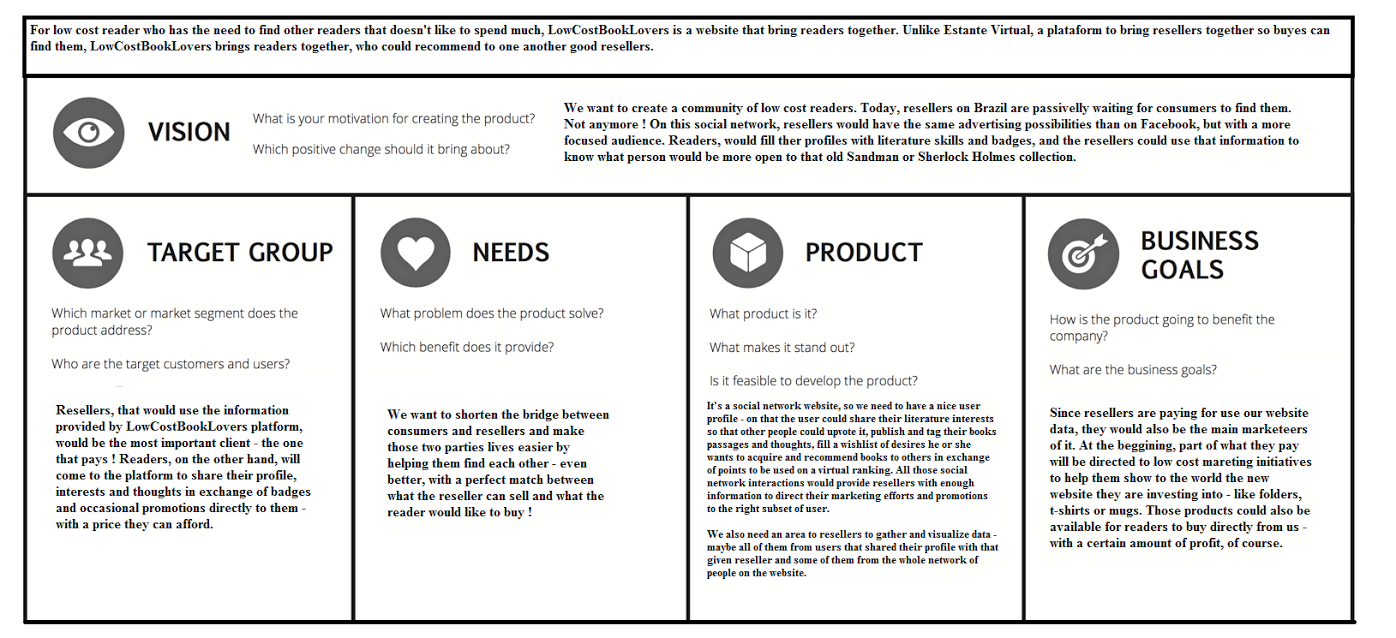 For low cost reader who has the need to find other readers that doesn't like to spend much, LowCostBookLovers is a website that bring readers together. Unlike Estante Virtual, a plataform to bring resellers together so buyes can
find them, LowCostBookLovers brings readers together, who could recommend to one another good resellers.
VISION
What is your motivation for creating the product?
Which positive change should it bring about?
We want to create a community of low cost readers. Today, resellers on Brazil are passivelly waiting for consumers to find them.
Not anymore ! On this social network, resellers would have the same advertising possibilities than on Facebook, but with a more
focused audience. Readers, would fill ther profiles with literature skills and badges, and the resellers could use that information to
know what person would be more open to that old Sandman or Sherlock Holmes collection.
TARGET GROUP
Which market or market segment does the
product address?
Who are the target customers and users?
Resellers, that would use the information
provided by LowCostBookLovers platform,
would be the most important client - the one
that pays ! Readers, on the other hand, will
come to the platform to share their profile,
interests and thoughts in exchange of badges
and occasional promotions directly to them -
with a price they can afford.
NEEDS
What problem does the product solve?
Which benefit does it provide?
We want to shorten the bridge between
consumers and resellers and make
those two parties lives easier by
helping them find each other - even
better, with a perfect match between
what the reseller can sell and what the
reader would like to buy !
PRODUCT
What product is it?
What makes it stand out?
Is it feasible to develop the product?
It's a social network website, so we need to have a nice user
profile - on that the user could share their literature interests
so that other people could upvote it, publish and tag their books
passages and thoughts, fill a wishlist of desires he or she
wants to acquire and recommend books to others in exchange
of points to be used on a virtual ranking. All those social
network interactions would provide resellers with enough
information to direct their marketing efforts and promotions
to the right subset of user.
We also need an area to resellers to gather and visualize data -
maybe all of them from users that shared their profile with that
given reseller and some of them from the whole network of
people on the website.
BUSINESS
GOALS
How is the product going to benefit the
company?
What are the business goals?
Since resellers are paying for use our website
data, they would also be the main marketeers
of it. At the beggining, part of what they pay
will be directed to low cost mareting initiatives
to help them show to the world the new
website they are investing into - like folders,
t-shirts or mugs. Those products could also be
available for readers to buy directly from us -
with a certain amount of profit, of course.